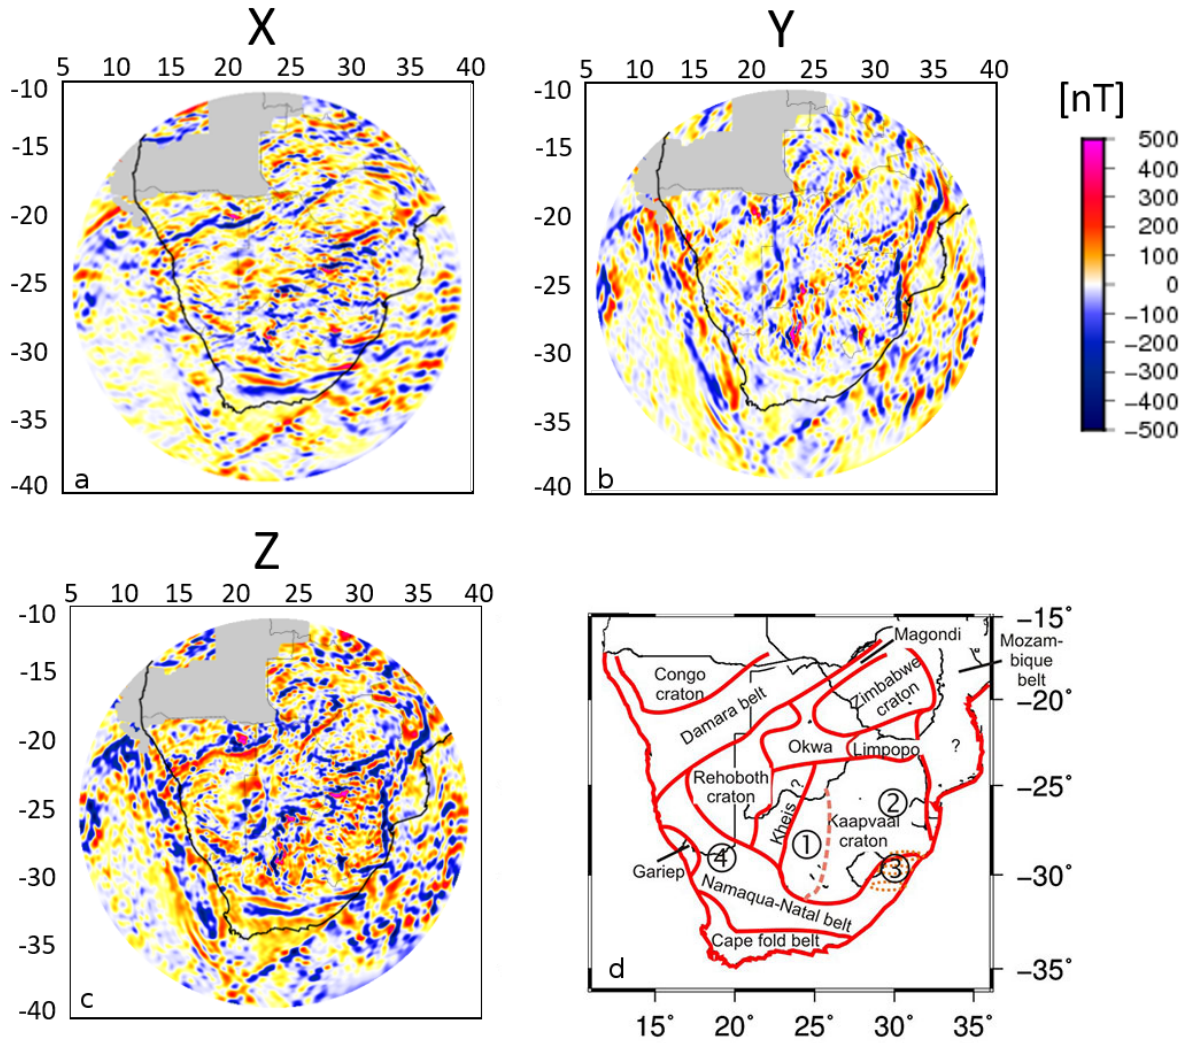 X
5 10 15 20 25 30 35 40
-10
-15
-20
-25
-30
-35
-40
a
Y
5 10 15 20 25 30 35 40
-10
-15
-20
-25
-30
-35
-40
b
[nT]
500
400
300
200
100
0
−100
−200
−300
−400
−500
Z
5 10 15 20 25 30 35 40
-10
-15
-20
-25
-30
-35
-40
c
Magondi
Mozam-
bique
belt
Congo
craton
Zimbabwe
craton
Damara belt
Okwa
Limpopo
?
Rehoboth
craton
Kheis ?
2
Kaapvaal
craton
1
4
3
Gariep
Namaqua-Natal belt
Cape fold belt
d
−15˚
−20˚
−25˚
−30˚
−35˚
15˚ 20˚ 25˚ 30˚ 35˚